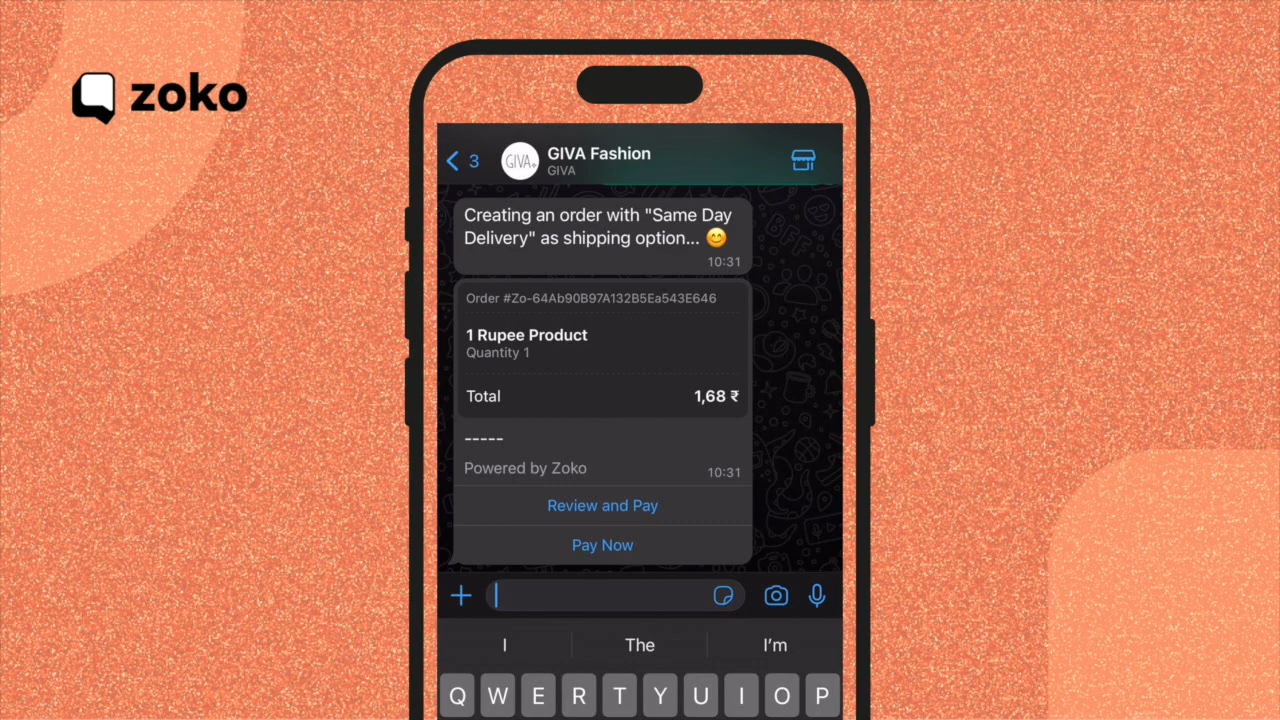 zoko
3
GIVA
GIVA Fashion
GIVA
Creating an order with "Same Day
Delivery" as shipping option... 😊
10:31
Order #Zo-64Ab90B97A132B5Ea543E646
1 Rupee Product
Quantity 1
Total 1,68 ₹
-----
Powered by Zoko 10:31
Review and Pay
Pay Now
I The I'm
Q W E R T Y U I O P